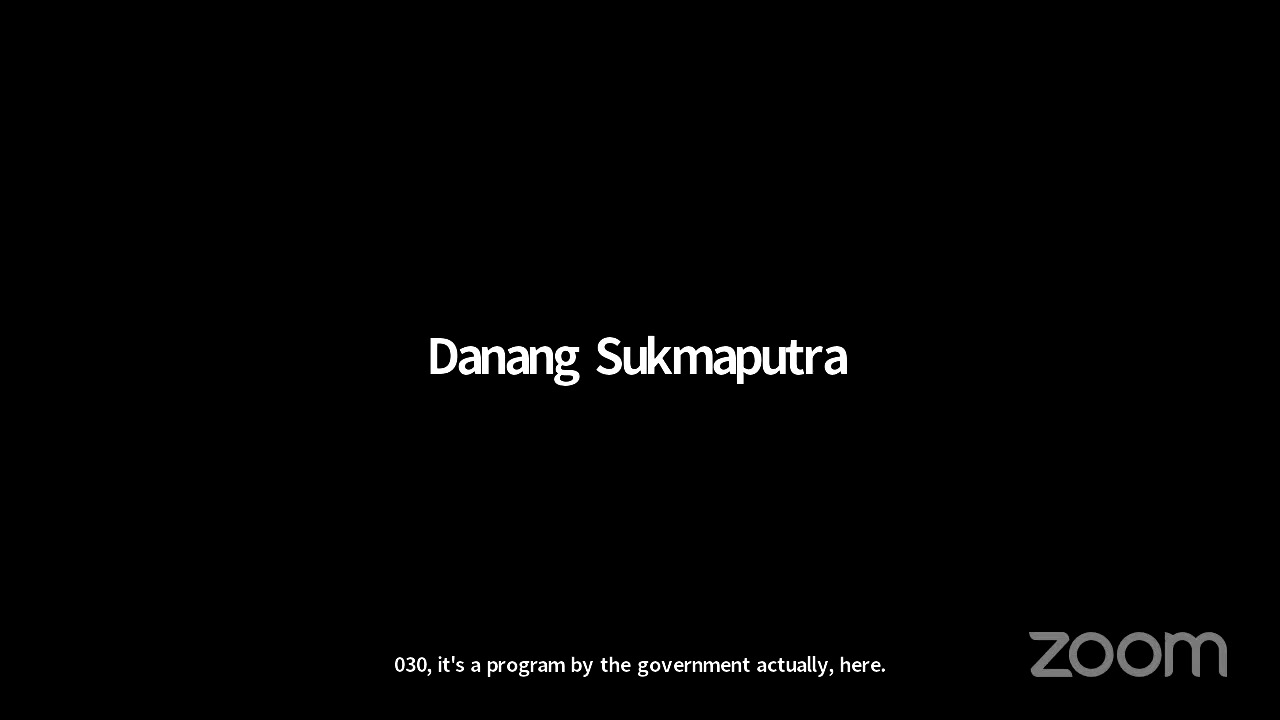 Danang Sukmaputra
030, it's a program by the government actually, here.
zoom